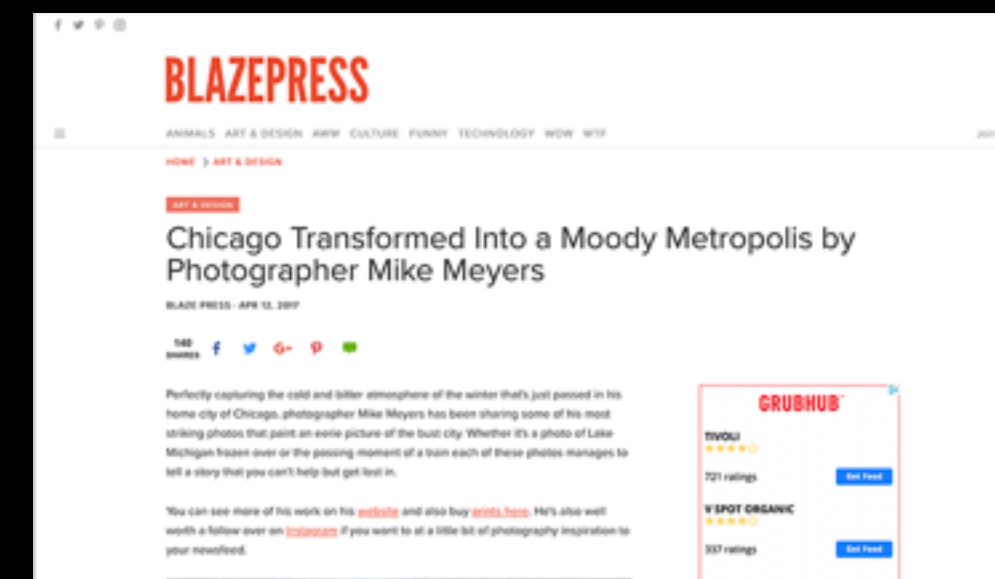 BLAZEPRESS
ANIMALS ART & DESIGN AWW CULTURE FUNNY TECHNOLOGY WOW WTF
Join
HOME > ART & DESIGN
ART & DESIGN
Chicago Transformed Into a Moody Metropolis by
Photographer Mike Meyers
BLAZE PRESS - APR 12, 2017
140
SHARES
Perfectly capturing the cold and bitter atmosphere of the winter that's just passed in his
home city of Chicago, photographer Mike Meyers has been sharing some of his most
striking photos that paint an eerie picture of the bust city. Whether it's a photo of Lake
Michigan frozen over or the passing moment of a train each of these photos manages to
tell a story that you can't help but get lost in.
You can see more of his work on his website and also buy prints here. He's also well
worth a follow over on Instagram if you want to at a little bit of photography inspiration to
your newsfeed.
GRUBHUB
TIVOLI
721 ratings
Get Food
V SPOT ORGANIC
337 ratings
Get Food